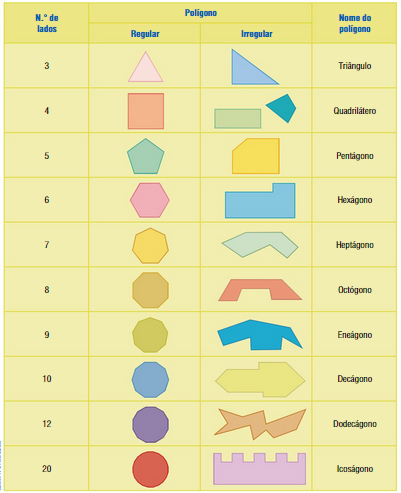 N.° de lados
Polígono
Nome do polígono
Regular
Irregular
3
Triângulo
4
Quadrilátero
5
Pentágono
6
Hexágono
7
Heptágono
8
Octógono
9
Eneágono
10
Decágono
12
Dodecágono
20
Icoságono